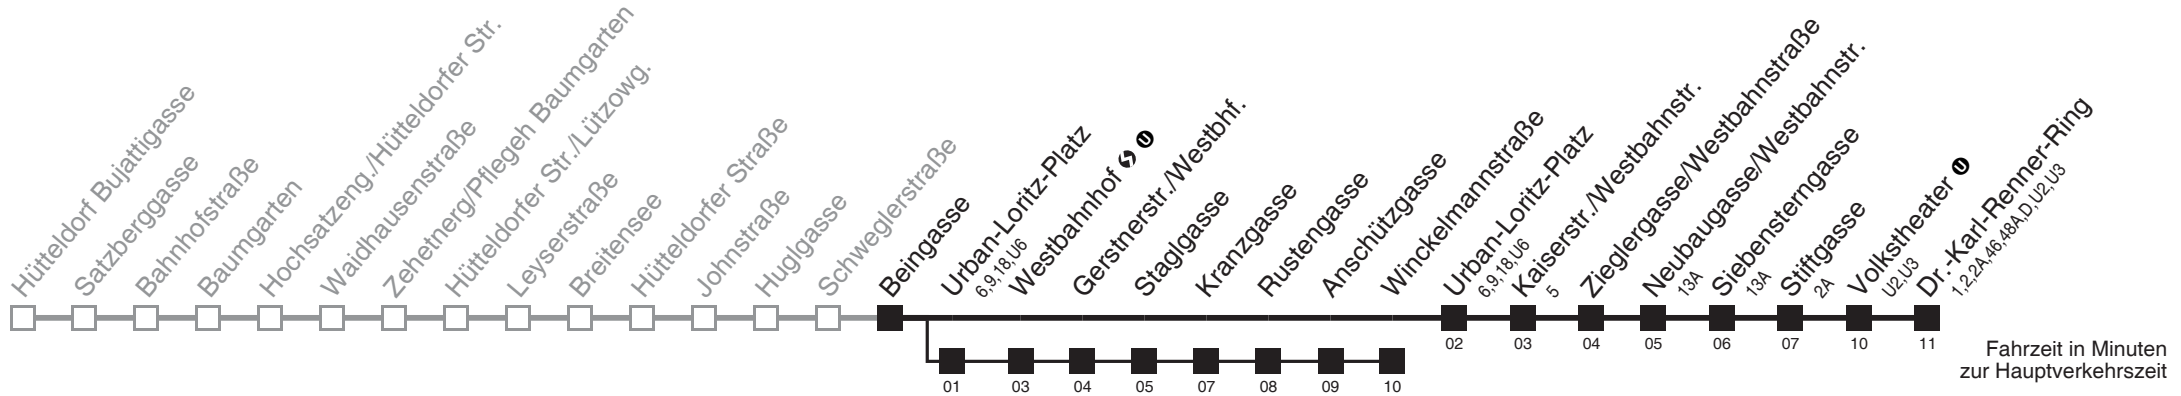 Hütteldorf Bujattigasse
Satzberggasse
Bahnhofstraße
Baumgarten
Hochsatzeng./Hütteldorfer Str.
Waidhausenstraße
Zehetnerg/Pflegeh Baumgarten
Hütteldorfer Str./Lützowg.
Leyserstraße
Breitensee
Hütteldorfer Straße
Johnstraße
Huglgasse
Schweglerstraße
Beingasse
Urban-Loritz-Platz
6,9,18,U6
Westbahnhof U
Gerstnerstr./Westbhf.
Staglgasse
Kranzgasse
Rustengasse
Anschützgasse
Winckelmannstraße
Urban-Loritz-Platz
6,9,18,U6
Kaiserstr./Westbahnstr.
5
Zieglergasse/Westbahnstraße
Neubaugasse/Westbahnstr.
13A
Siebensterngasse
13A
Stiftgasse
2A
Volkstheater U
U2,U3
Dr.-Karl-Renner-Ring
1,2,2A,46,48A,D,U2,U3
02 03 04 05 06 07 10 11
01 03 04 05 07 08 09 10
Fahrzeit in Minuten
zur Hauptverkehrszeit